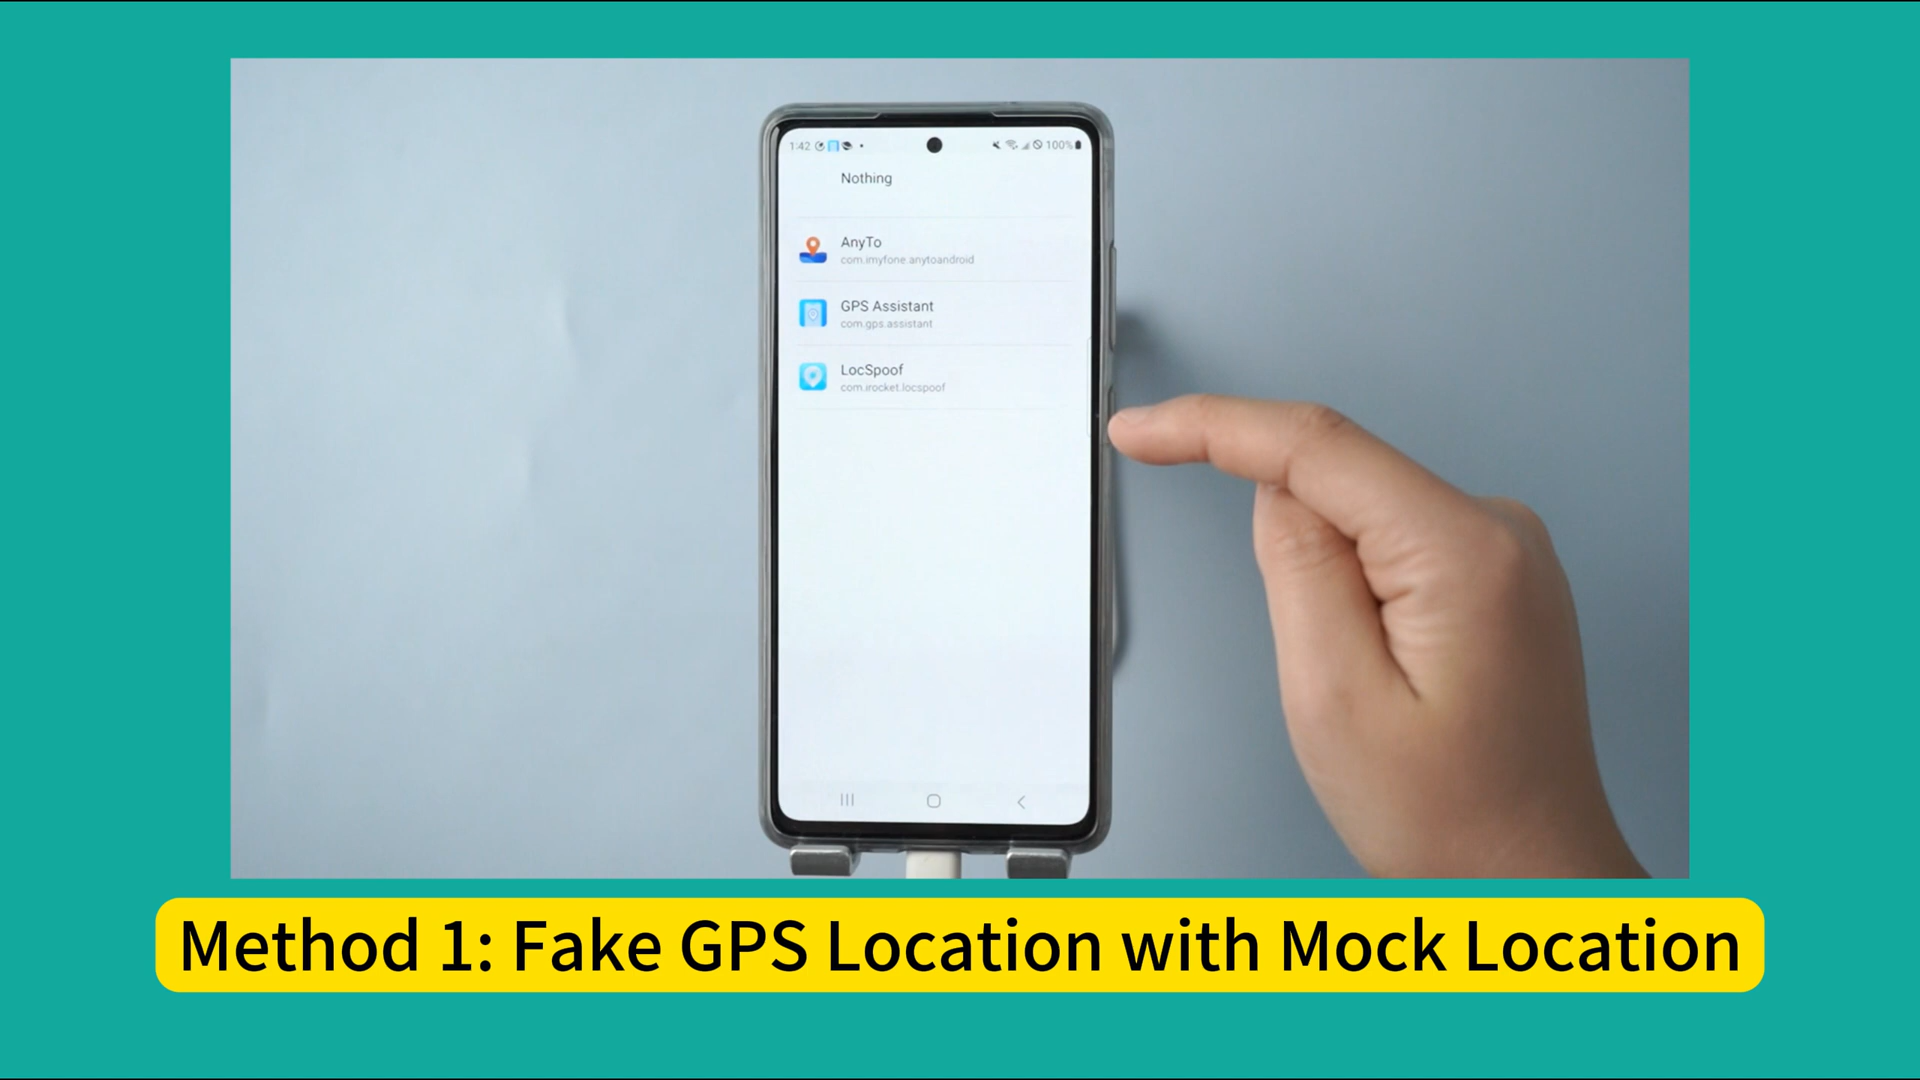 1:42
100%
Nothing
AnyTo
com.imyfone.anytoandroid
GPS Assistant
com.gps.assistant
LocSpoof
com.irocket.locspoof
Method 1: Fake GPS Location with Mock Location